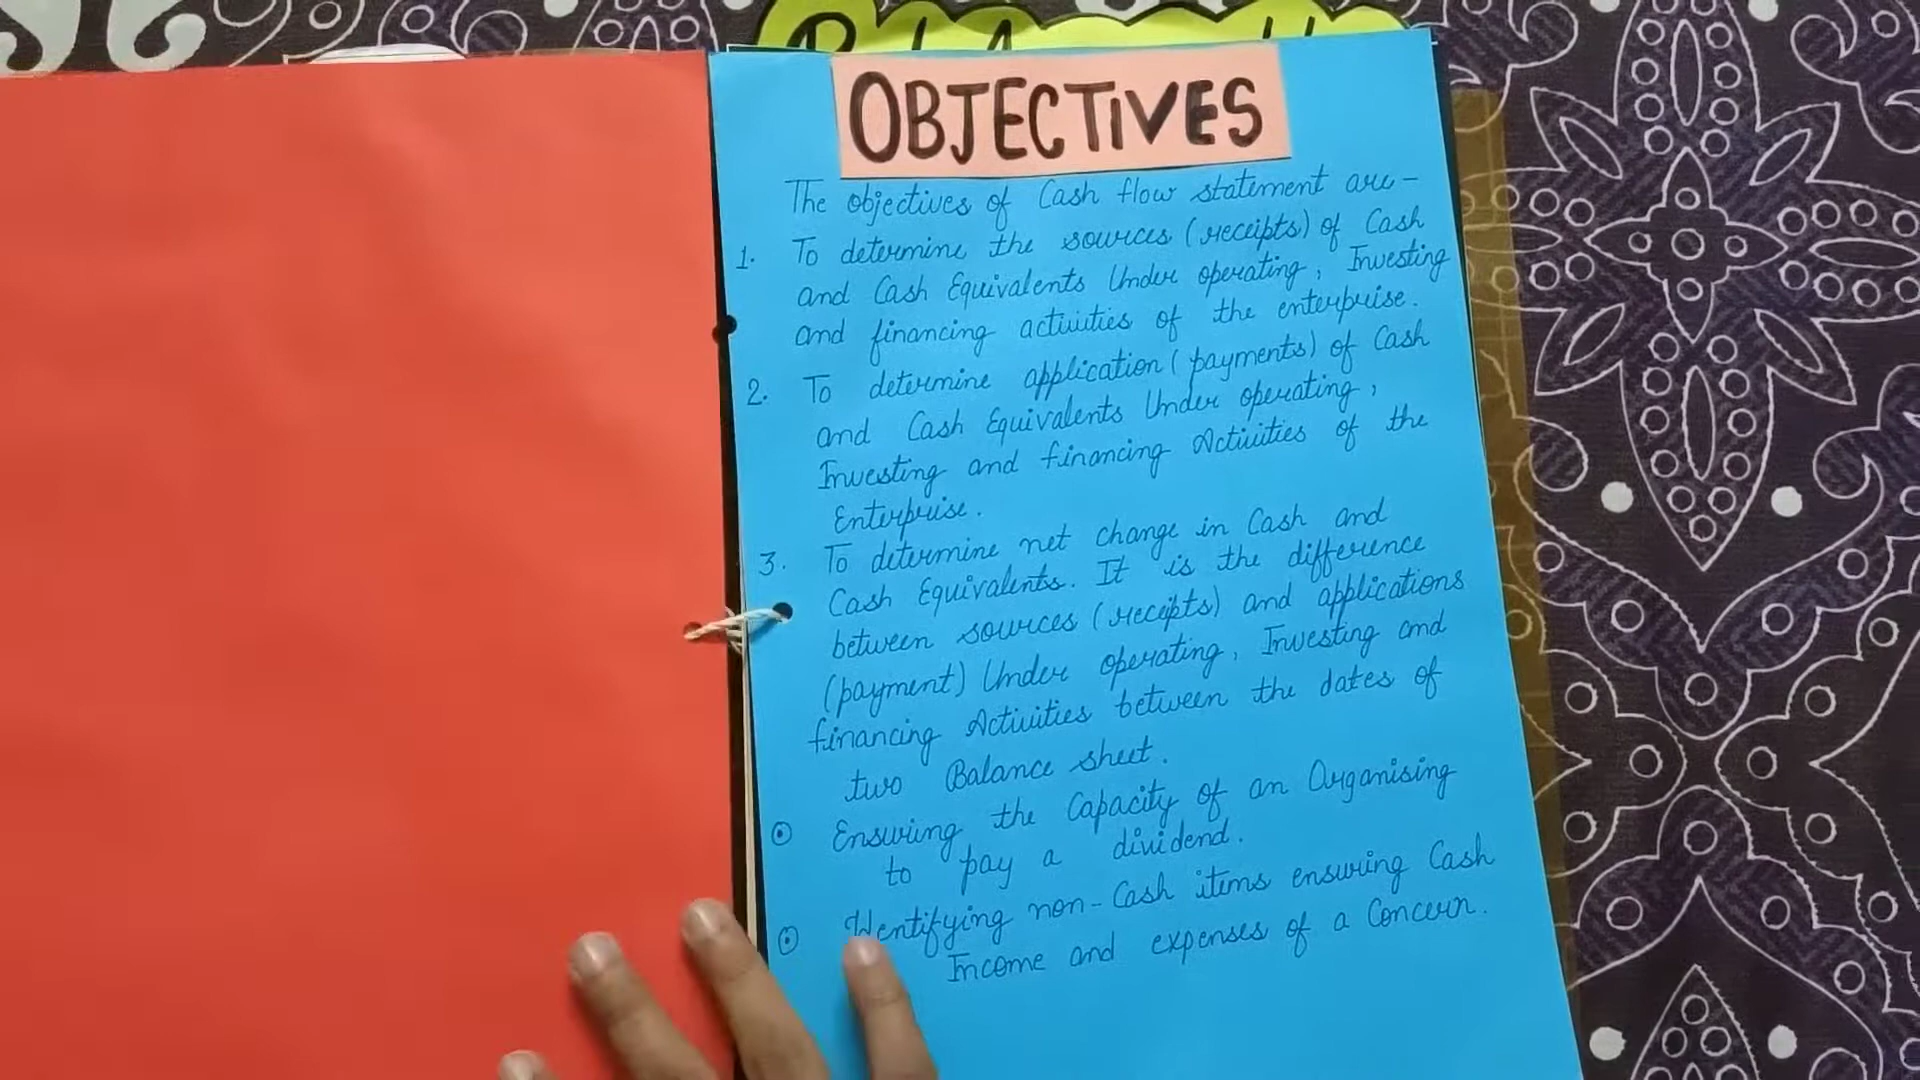 OBJECTIVES
The objectives of Cash flow statement are-
1. To determine the sources (receipts) of Cash
and Cash Equivalents Under operating, Investing
and financing activities of the enterprise.
2. To determine application (payments) of Cash
and Cash Equivalents Under operating,
Investing and financing Activities of the
Enterprise.
3. To determine net change in Cash and
Cash Equivalents. It is the difference
between sources (receipts) and applications
(payment) Under operating, Investing and
financing Activities between the dates of
two Balance sheet.
Ensuring the Capacity of an Organising
to pay a dividend.
Identifying non-Cash items ensuring Cash
Income and expenses of a Concern.